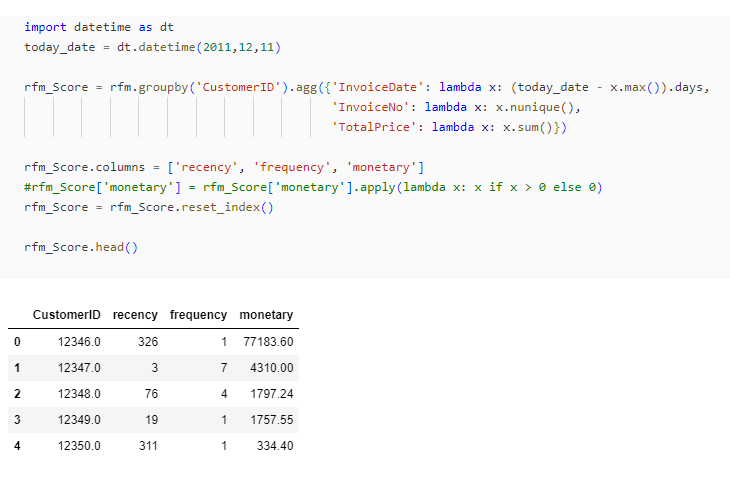 import datetime as dt
today_date = dt.datetime(2011,12,11)
rfm_Score = rfm.groupby('CustomerID').agg({'InvoiceDate': lambda x: (today_date - x.max()).days,
'InvoiceNo': lambda x: x.nunique(),
'TotalPrice': lambda x: x.sum()})
rfm_Score.columns = ['recency', 'frequency', 'monetary']
#rfm_Score['monetary'] = rfm_Score['monetary'].apply(lambda x: x if x > 0 else 0)
rfm_Score = rfm_Score.reset_index()
rfm_Score.head()
CustomerID recency frequency monetary
0 12346.0 326 1 77183.60
1 12347.0 3 7 4310.00
2 12348.0 76 4 1797.24
3 12349.0 19 1 1757.55
4 12350.0 311 1 334.40